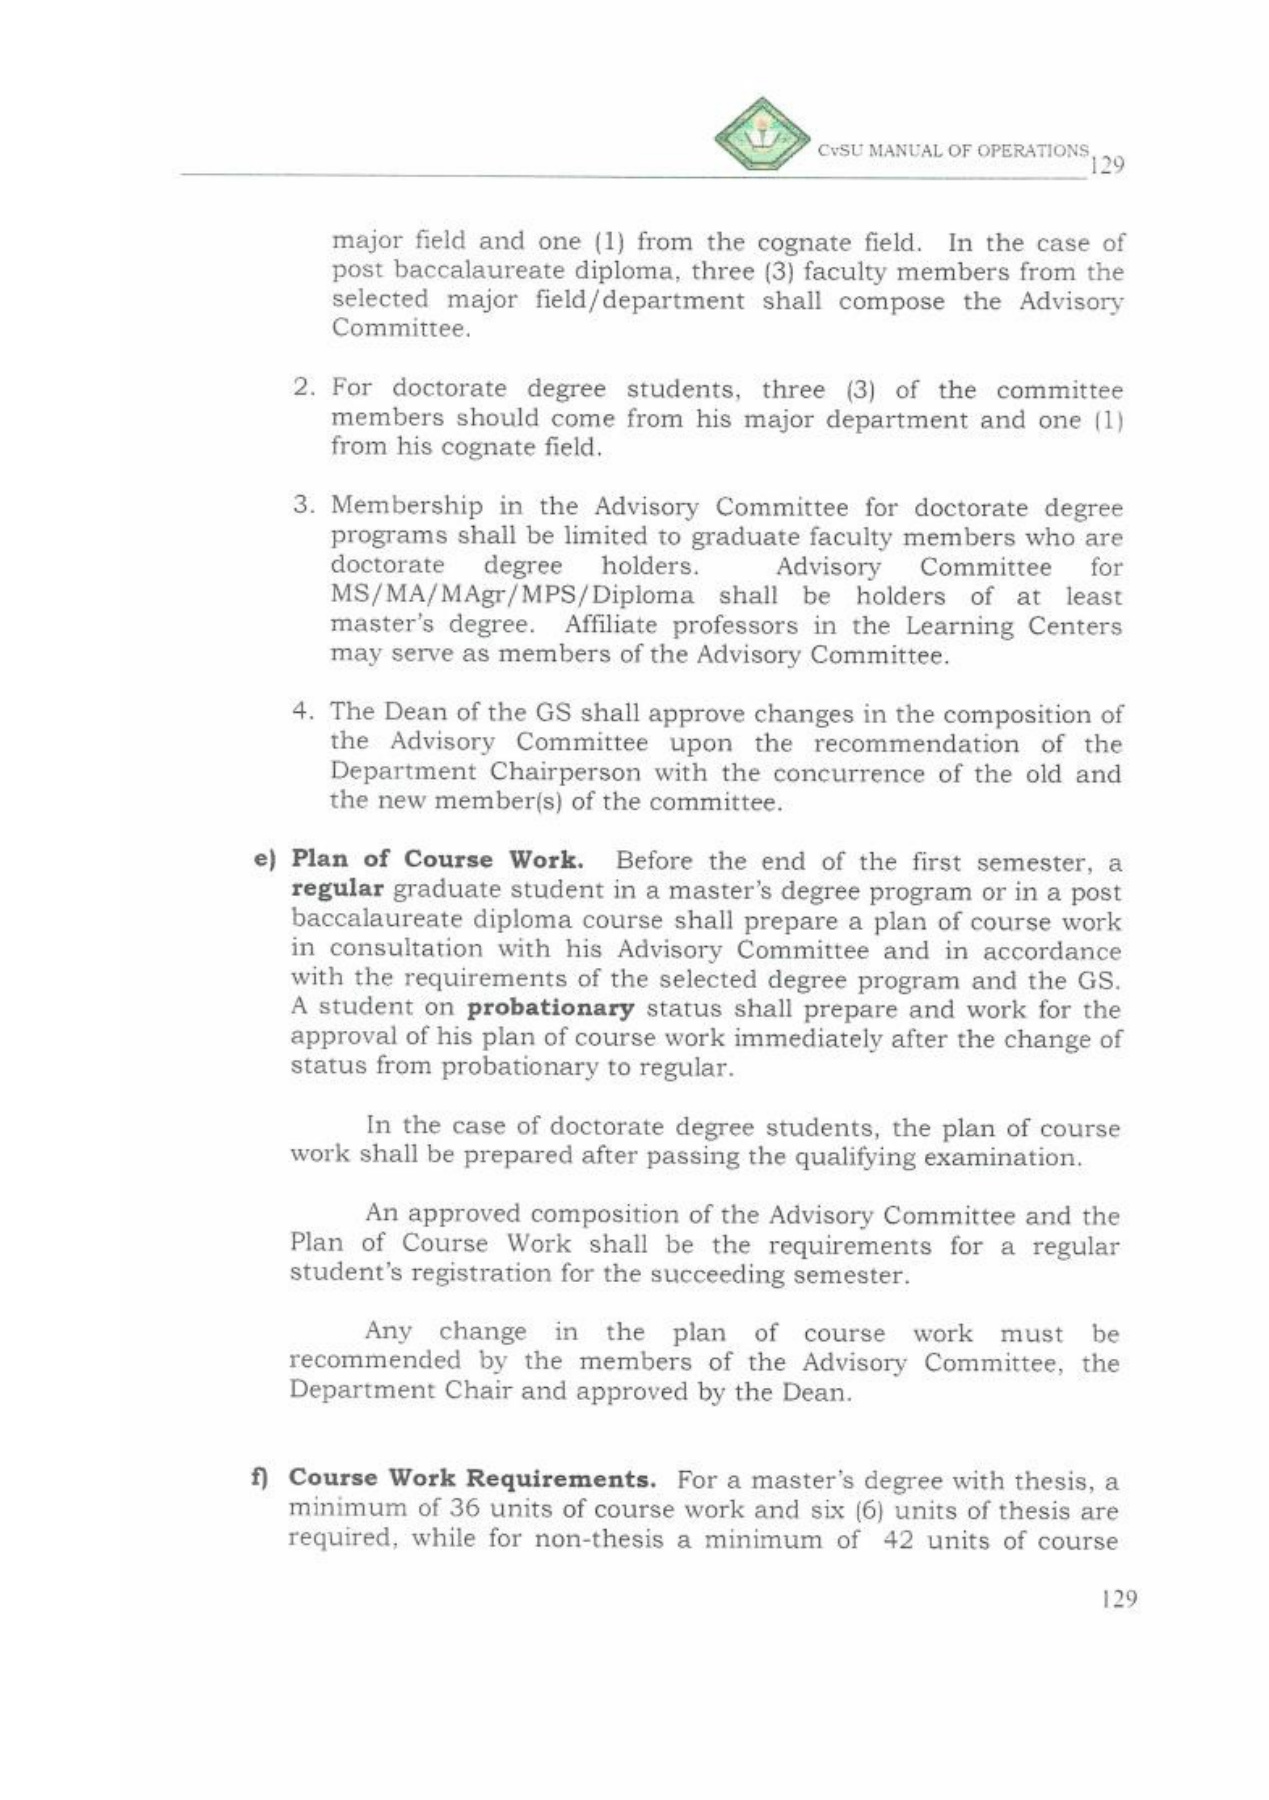 CvSU MANUAL OF OPERATIONS 129
major field and one (1) from the cognate field. In the case of
post baccalaureate diploma, three (3) faculty members from the
selected major field/department shall compose the Advisory
Committee.
2. For doctorate degree students, three (3) of the committee
members should come from his major department and one (1)
from his cognate field.
3. Membership in the Advisory Committee for doctorate degree
programs shall be limited to graduate faculty members who are
doctorate degree holders. Advisory Committee for
MS/MA/MAgr/MPS/Diploma shall be holders of at least
master's degree. Affiliate professors in the Learning Centers
may serve as members of the Advisory Committee.
4. The Dean of the GS shall approve changes in the composition of
the Advisory Committee upon the recommendation of the
Department Chairperson with the concurrence of the old and
the new member(s) of the committee.
e) Plan of Course Work. Before the end of the first semester, a
regular graduate student in a master's degree program or in a post
baccalaureate diploma course shall prepare a plan of course work
in consultation with his Advisory Committee and in accordance
with the requirements of the selected degree program and the GS.
A student on probationary status shall prepare and work for the
approval of his plan of course work immediately after the change of
status from probationary to regular.
In the case of doctorate degree students, the plan of course
work shall be prepared after passing the qualifying examination.
An approved composition of the Advisory Committee and the
Plan of Course Work shall be the requirements for a regular
student's registration for the succeeding semester.
Any change in the plan of course work must be
recommended by the members of the Advisory Committee, the
Department Chair and approved by the Dean.
f) Course Work Requirements. For a master's degree with thesis, a
minimum of 36 units of course work and six (6) units of thesis are
required, while for non-thesis a minimum of 42 units of course
129